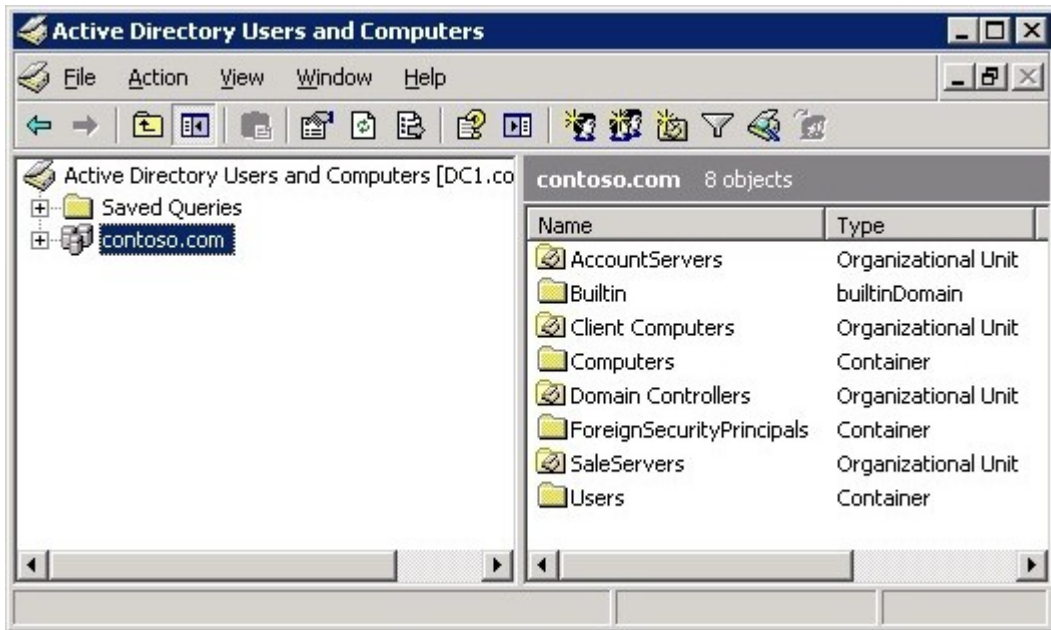 Active Directory Users and Computers
File Action View Window Help
Active Directory Users and Computers [DC1.co
Saved Queries
contoso.com
contoso.com 8 objects
Name Type
AccountServers Organizational Unit
Builtin builtinDomain
Client Computers Organizational Unit
Computers Container
Domain Controllers Organizational Unit
ForeignSecurityPrincipals Container
SaleServers Organizational Unit
Users Container